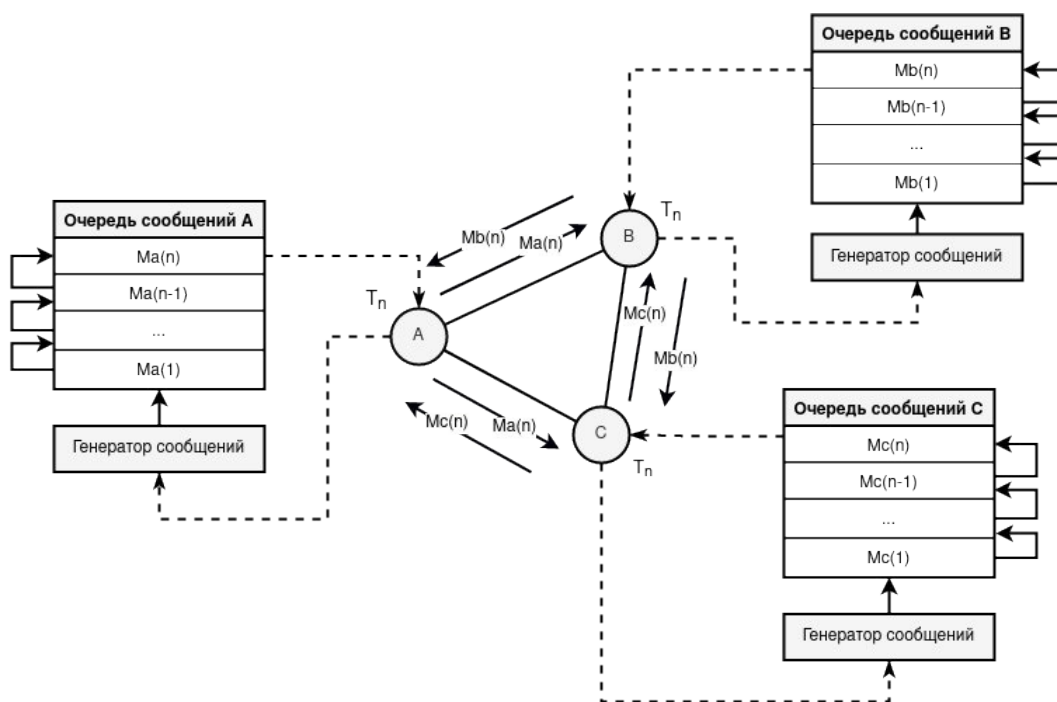 Очередь сообщений B
Mb(n)
Mb(n-1)
...
Mb(1)
Генератор сообщений
Очередь сообщений A
Ma(n)
Ma(n-1)
...
Ma(1)
Генератор сообщений
Mb(n)
Ma(n)
B
Tn
Tn
A
Mc(n)
Mb(n)
Mc(n)
Ma(n)
C
Tn
Очередь сообщений C
Mc(n)
Mc(n-1)
...
Mc(1)
Генератор сообщений